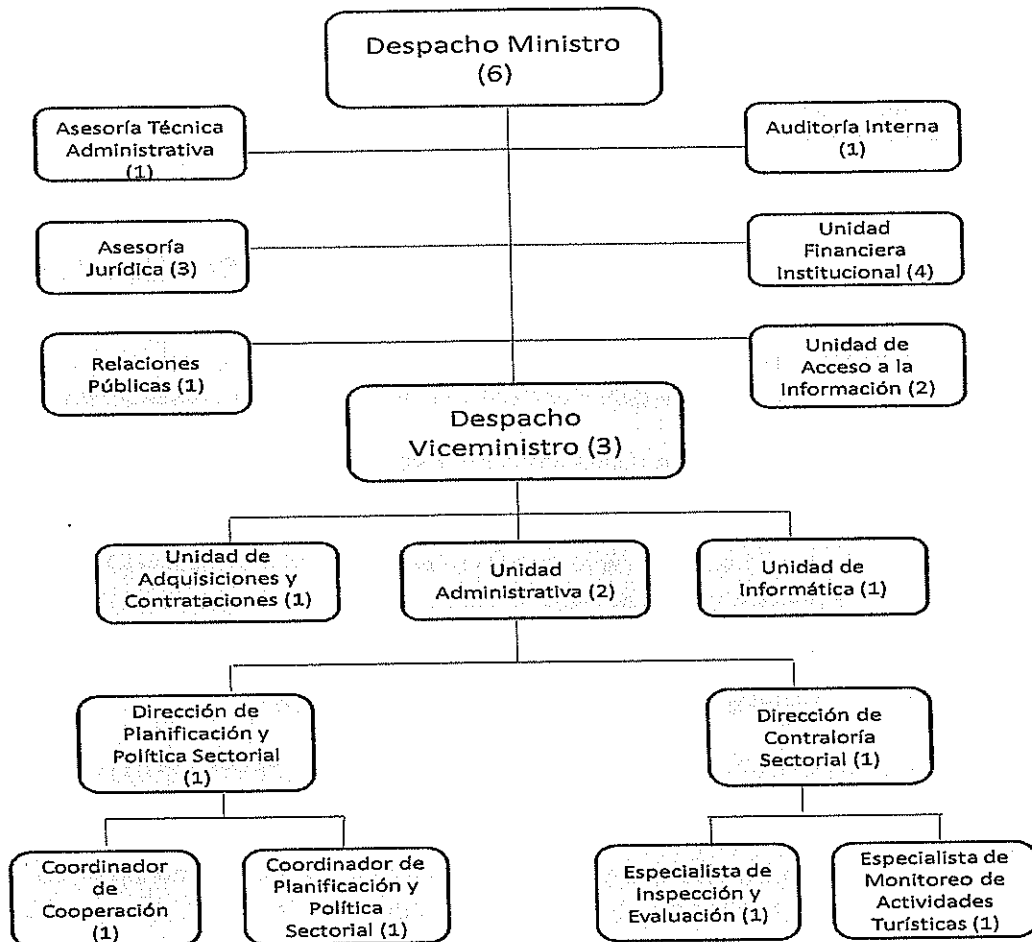 Despacho Ministro
(6)
Asesoría Técnica
Administrativa
(1)
Auditoría Interna
(1)
Asesoría
Jurídica (3)
Unidad
Financiera
Institucional (4)
Relaciones
Públicas (1)
Unidad de
Acceso a la
Información (2)
Despacho
Viceministro (3)
Unidad de
Adquisiciones y
Contrataciones (1)
Unidad
Administrativa (2)
Unidad de
Informática (1)
Dirección de
Planificación y
Política Sectorial
(1)
Dirección de
Contraloría
Sectorial (1)
Coordinador
de
Cooperación
(1)
Coordinador de
Planificación y
Política
Sectorial (1)
Especialista de
Inspección y
Evaluación (1)
Especialista de
Monitoreo de
Actividades
Turísticas (1)